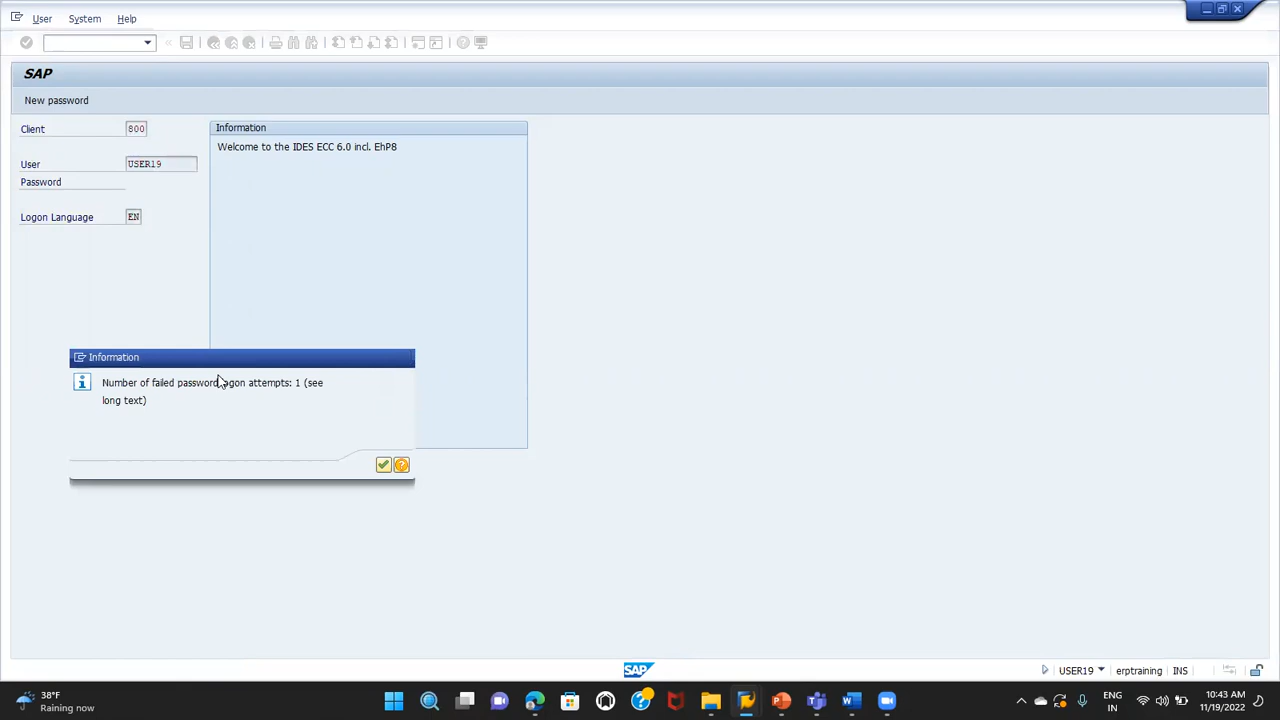 User System Help
SAP
New password
Client 800
User USER19
Password
Logon Language EN
Information
Welcome to the IDES ECC 6.0 incl. EhP8
Information
Number of failed password logon attempts: 1 (see
long text)
SAP
USER19 erptraining INS
38°F
Raining now
ENG
IN
10:43 AM
11/19/2022